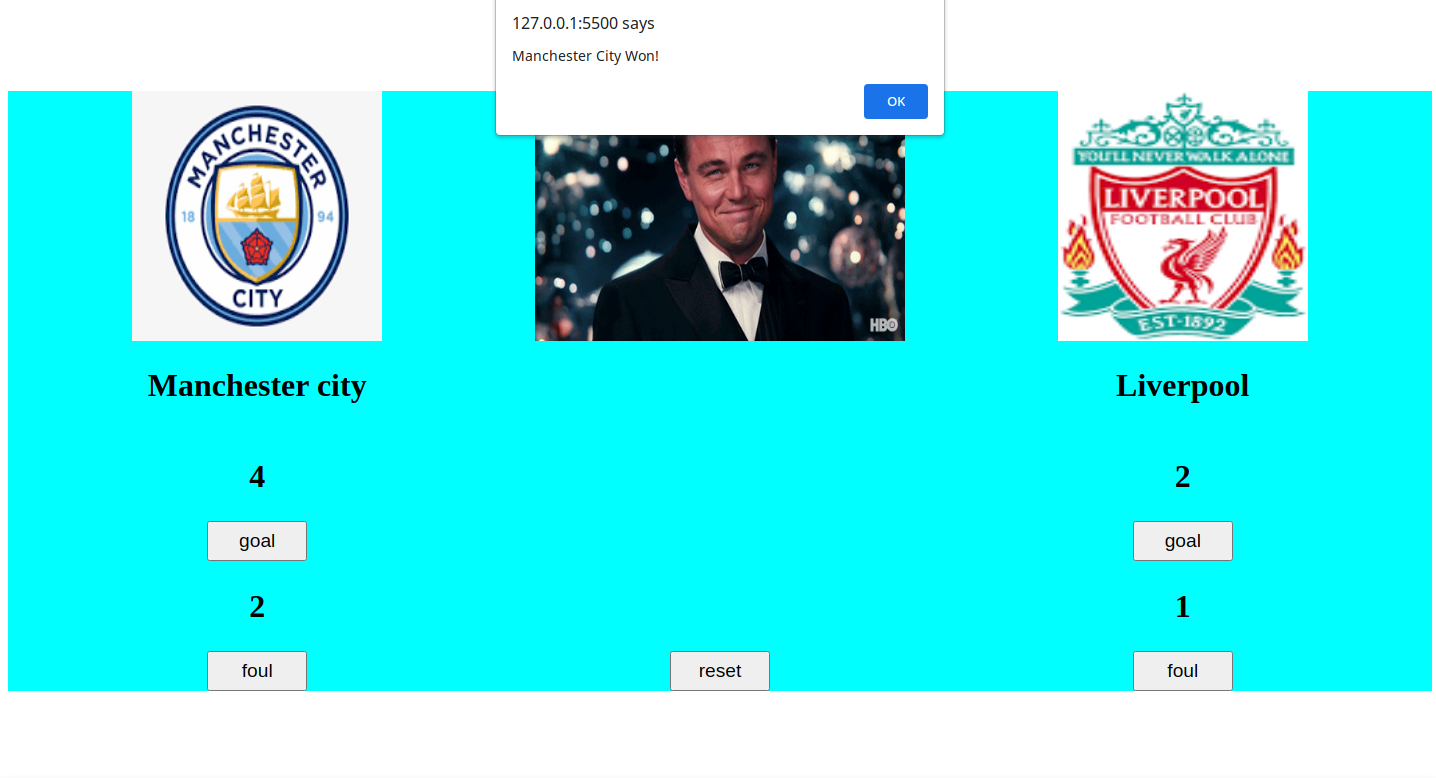 127.0.0.1:5500 says
Manchester City Won!
OK
MANCHESTER
18 94
CITY
HBO
YOU'LL NEVER WALK ALONE
LIVERPOOL
FOOTBALL CLUB
EST·1892
Manchester city
Liverpool
4
2
goal
goal
2
1
foul
reset
foul